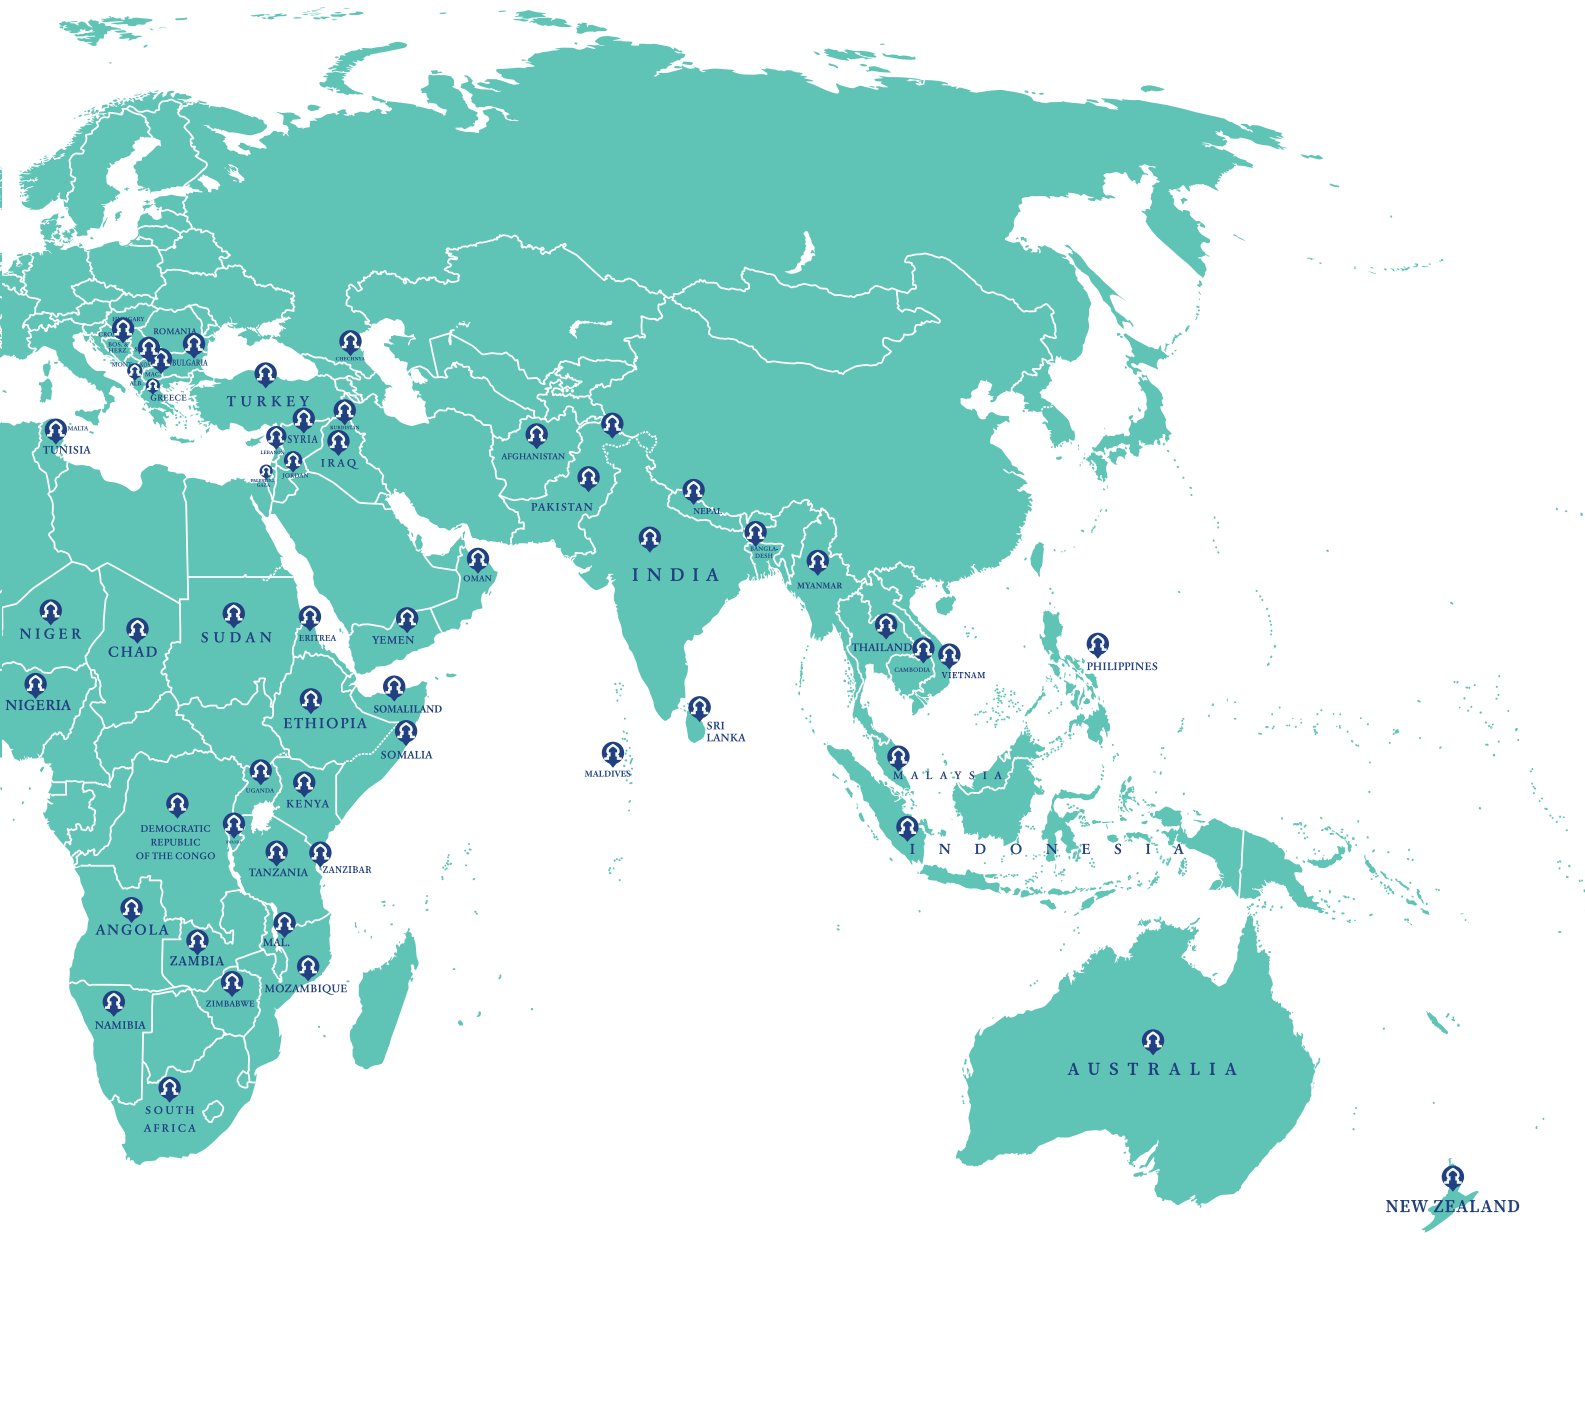 HUNGARY
ROMANIA
BOS. &
HERZ.
BULGARIA
MAC.
ALB.
GREECE
CHECHNYA
TURKEY
MALTA
TUNISIA
SYRIA
KURDISTAN
LEBANON
IRAQ
JORDAN
PALESTINE
GAZA
AFGHANISTAN
PAKISTAN
NEPAL
BANGLA-
DESH
INDIA
OMAN
MYANMAR
NIGER
CHAD
SUDAN
ERITREA
YEMEN
THAILAND
CAMBODIA
VIETNAM
PHILIPPINES
NIGERIA
ETHIOPIA
SOMALILAND
SOMALIA
SRI
LANKA
MALDIVES
MALAYSIA
UGANDA
KENYA
DEMOCRATIC
REPUBLIC
OF THE CONGO
INDONESIA
TANZANIA
ZANZIBAR
ANGOLA
MAL.
ZAMBIA
MOZAMBIQUE
ZIMBABWE
NAMIBIA
AUSTRALIA
SOUTH
AFRICA
NEW ZEALAND